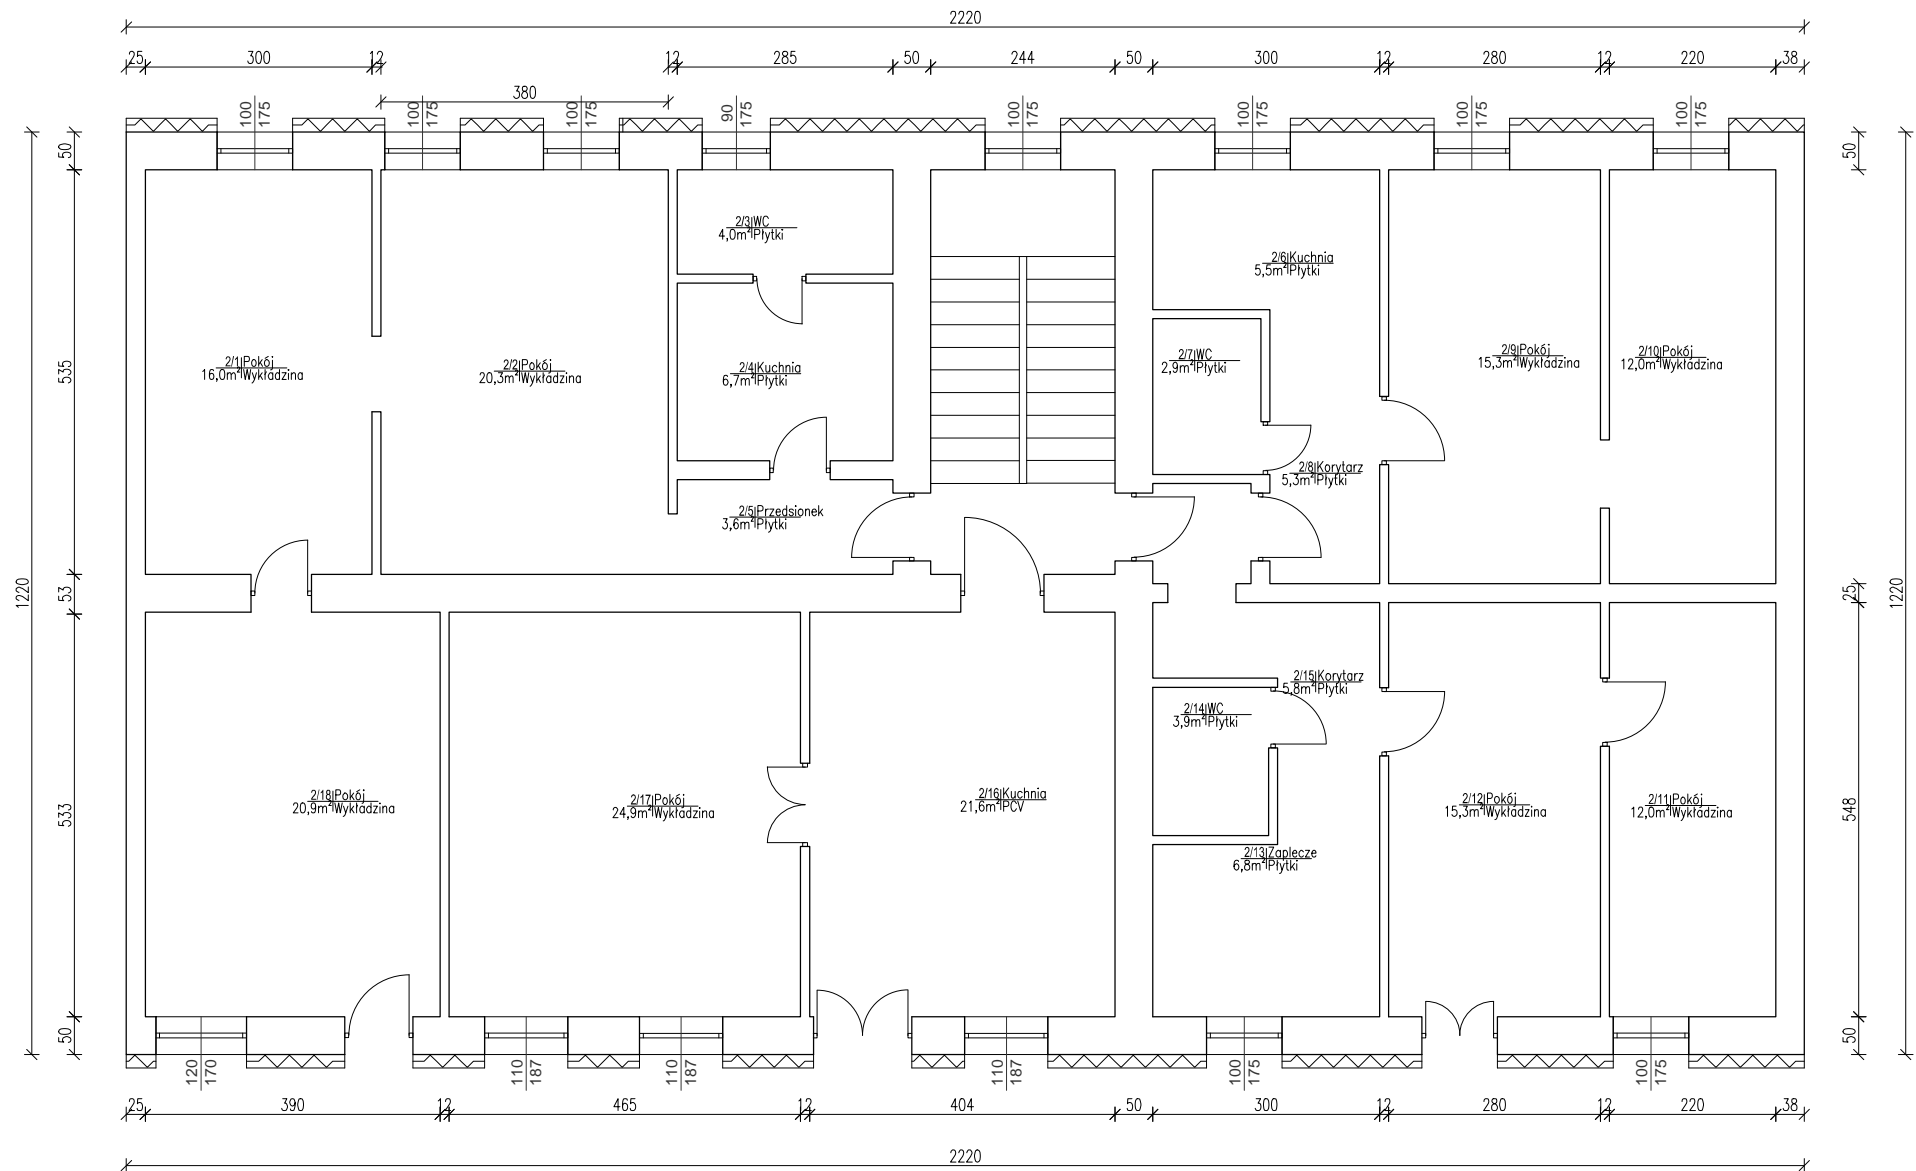 2220
25 300 12 12 285 50 244 50 300 12 280 12 220 38
380
100 175 100 175 100 175 90 175 100 175 100 175 100 175 100 175
50
50
2/3 WC
4,0m² Płytki
2/6 Kuchnia
5,5m² Płytki
2/1 Pokój
16,0m² Wykładzina
2/2 Pokój
20,3m² Wykładzina
2/4 Kuchnia
6,7m² Płytki
2/7 WC
2,9m² Płytki
2/9 Pokój
15,3m² Wykładzina
2/10 Pokój
12,0m² Wykładzina
535
2/8 Korytarz
5,3m² Płytki
2/5 Przedsionek
3,6m² Płytki
1220
53
25
1220
2/15 Korytarz
5,8m² Płytki
2/14 WC
3,9m² Płytki
2/18 Pokój
20,9m² Wykładzina
2/17 Pokój
24,9m² Wykładzina
2/16 Kuchnia
21,6m² PCV
2/12 Pokój
15,3m² Wykładzina
2/11 Pokój
12,0m² Wykładzina
533
548
2/13 Zaplecze
6,8m² Płytki
50
50
120 170 110 187 110 187 110 187 100 175 100 175
25 390 12 465 12 404 50 300 12 280 12 220 38
2220